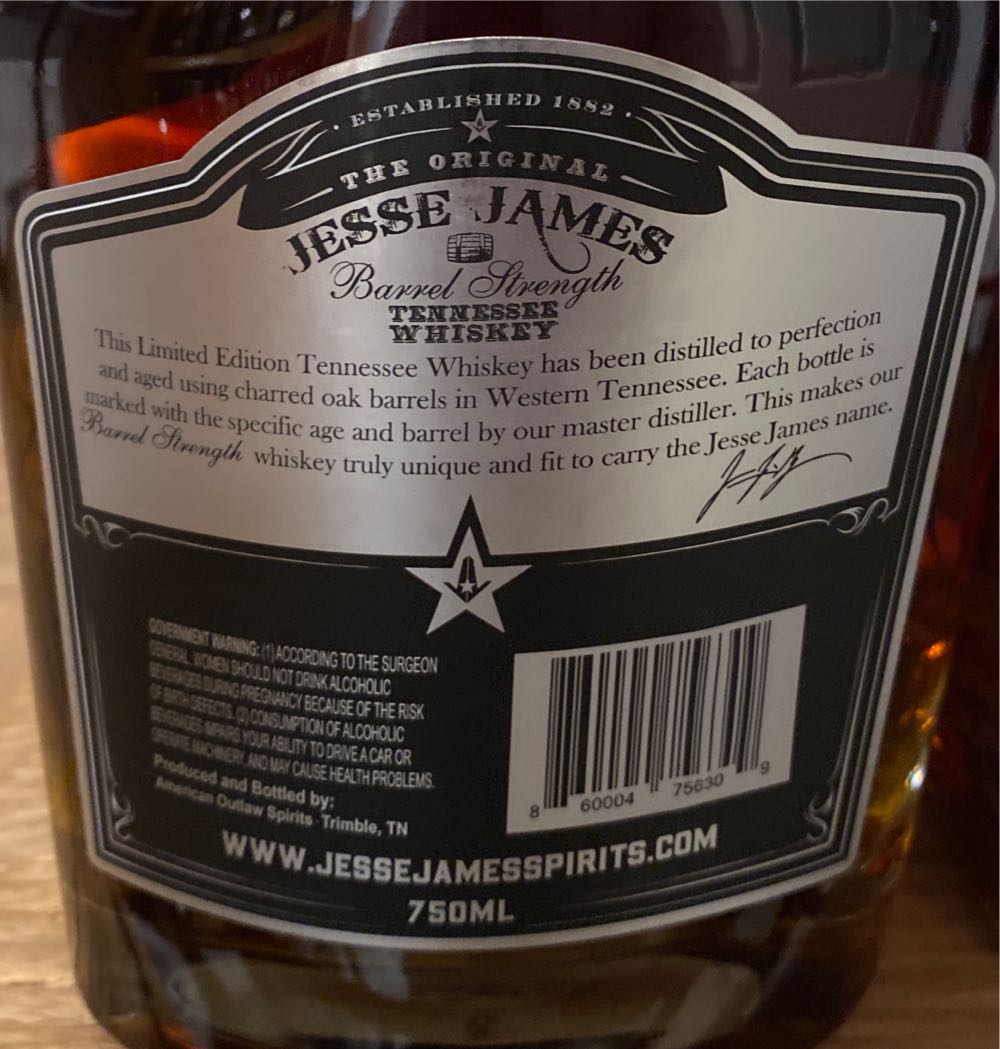 · ESTABLISHED 1882 ·
THE ORIGINAL
JESSE JAMES
Barrel Strength
TENNESSEE
WHISKEY
This Limited Edition Tennessee Whiskey has been distilled to perfection
and aged using charred oak barrels in Western Tennessee. Each bottle is
marked with the specific age and barrel by our master distiller. This makes our
Barrel Strength whiskey truly unique and fit to carry the Jesse James name.
GOVERNMENT WARNING: (1) ACCORDING TO THE SURGEON
GENERAL, WOMEN SHOULD NOT DRINK ALCOHOLIC
BEVERAGES DURING PREGNANCY BECAUSE OF THE RISK
OF BIRTH DEFECTS. (2) CONSUMPTION OF ALCOHOLIC
BEVERAGES IMPAIRS YOUR ABILITY TO DRIVE A CAR OR
OPERATE MACHINERY, AND MAY CAUSE HEALTH PROBLEMS.
Produced and Bottled by:
American Outlaw Spirits Trimble, TN
8 60004 75630 9
WWW.JESSEJAMESSPIRITS.COM
750ML